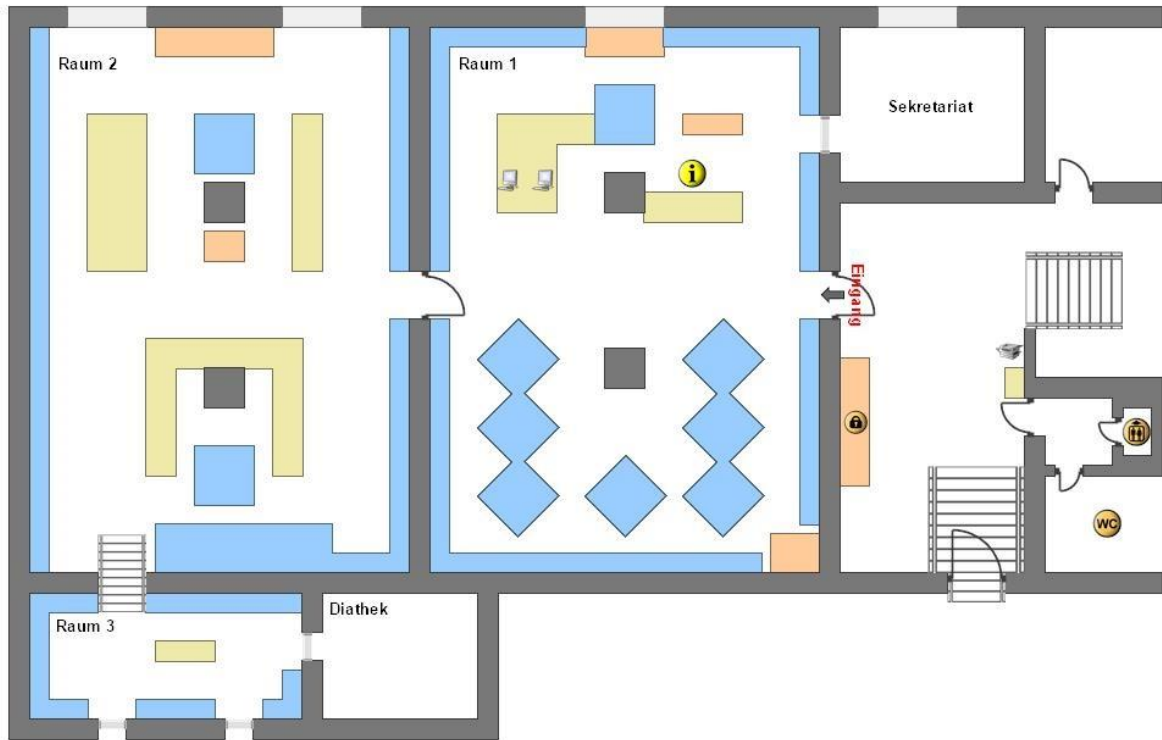 Raum 2
Raum 1
Sekretariat
i
Eingang
WC
Raum 3
Diathek